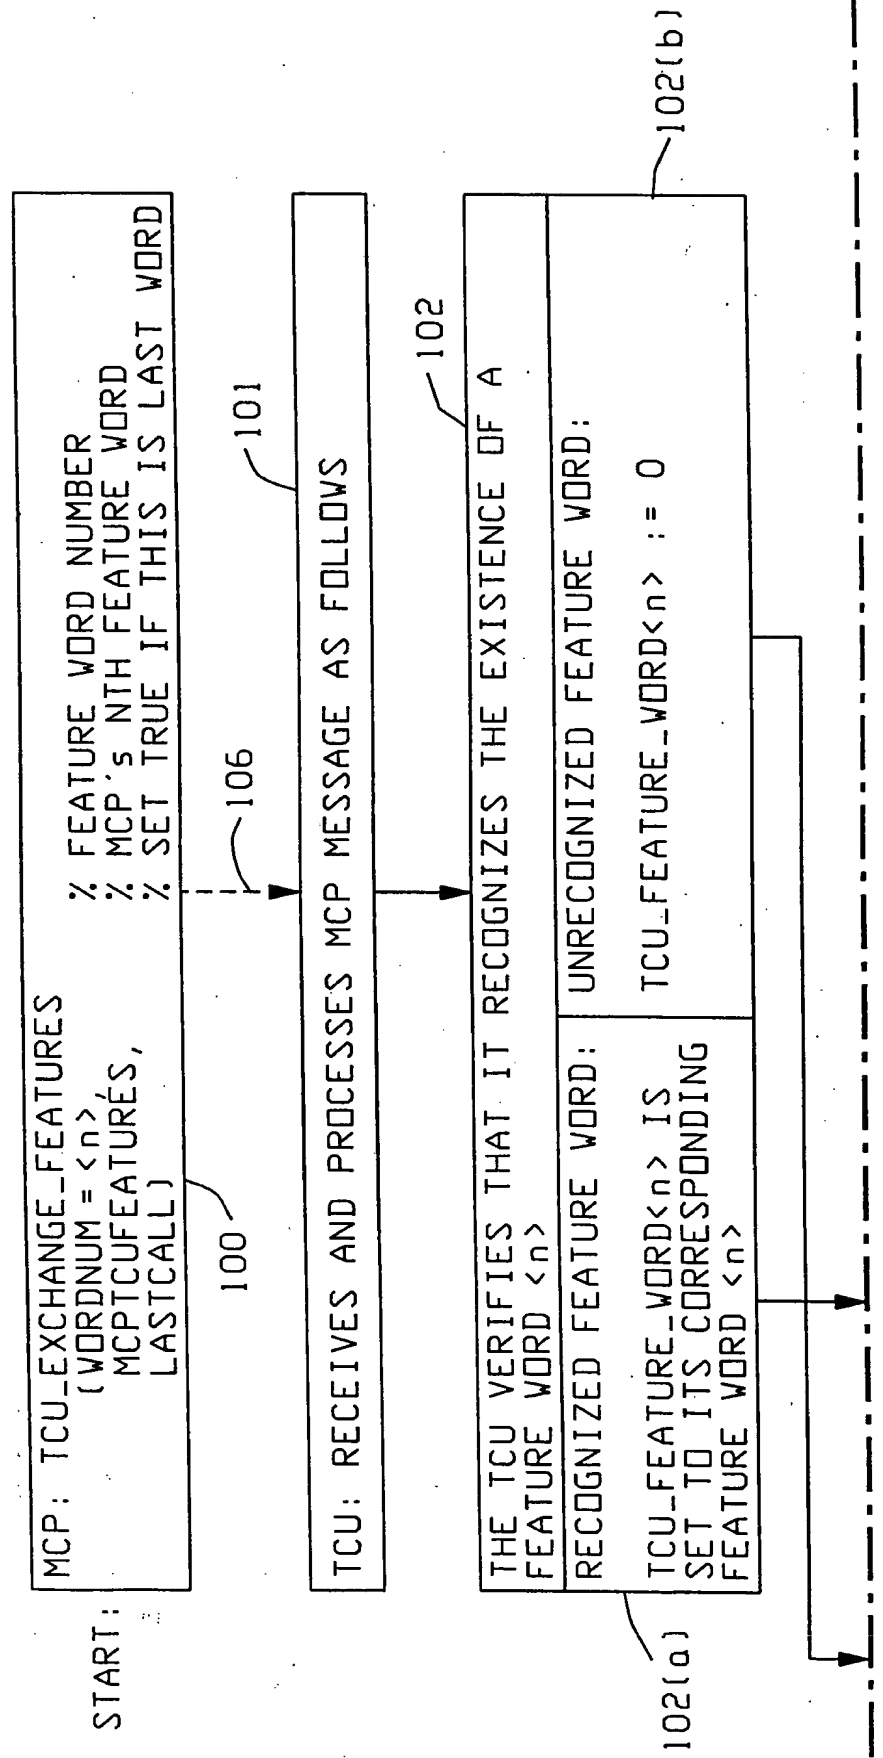 START:
MCP: TCU_EXCHANGE_FEATURES
(WORDNUM = <n>, % FEATURE WORD NUMBER
MCPTCUFEATURES, % MCP's NTH FEATURE WORD
LASTCALL) % SET TRUE IF THIS IS LAST WORD
100
106
101
TCU: RECEIVES AND PROCESSES MCP MESSAGE AS FOLLOWS
102
THE TCU VERIFIES THAT IT RECOGNIZES THE EXISTENCE OF A
FEATURE WORD <n>
RECOGNIZED FEATURE WORD:
TCU_FEATURE_WORD<n> IS
SET TO ITS CORRESPONDING
FEATURE WORD <n>
UNRECOGNIZED FEATURE WORD:
TCU_FEATURE_WORD<n> := 0
102(a)
102(b)